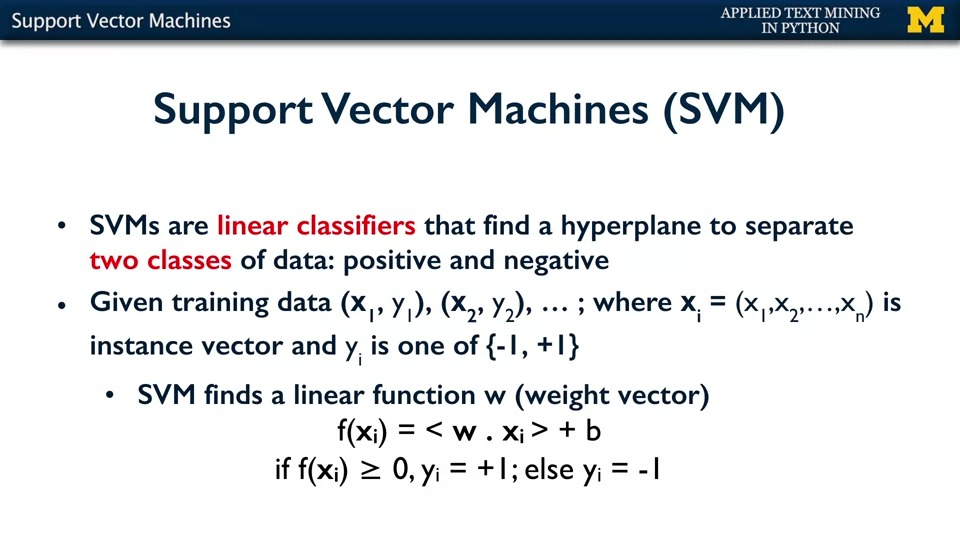 Support Vector Machines
APPLIED TEXT MINING
IN PYTHON
M
Support Vector Machines (SVM)
• SVMs are linear classifiers that find a hyperplane to separate
two classes of data: positive and negative
• Given training data (x₁, y₁), (x₂, y₂), … ; where xᵢ = (x₁,x₂,…,xₙ) is
instance vector and yᵢ is one of {-1, +1}
• SVM finds a linear function w (weight vector)
f(xᵢ) = < w . xᵢ > + b
if f(xᵢ) ≥ 0, yᵢ = +1; else yᵢ = -1